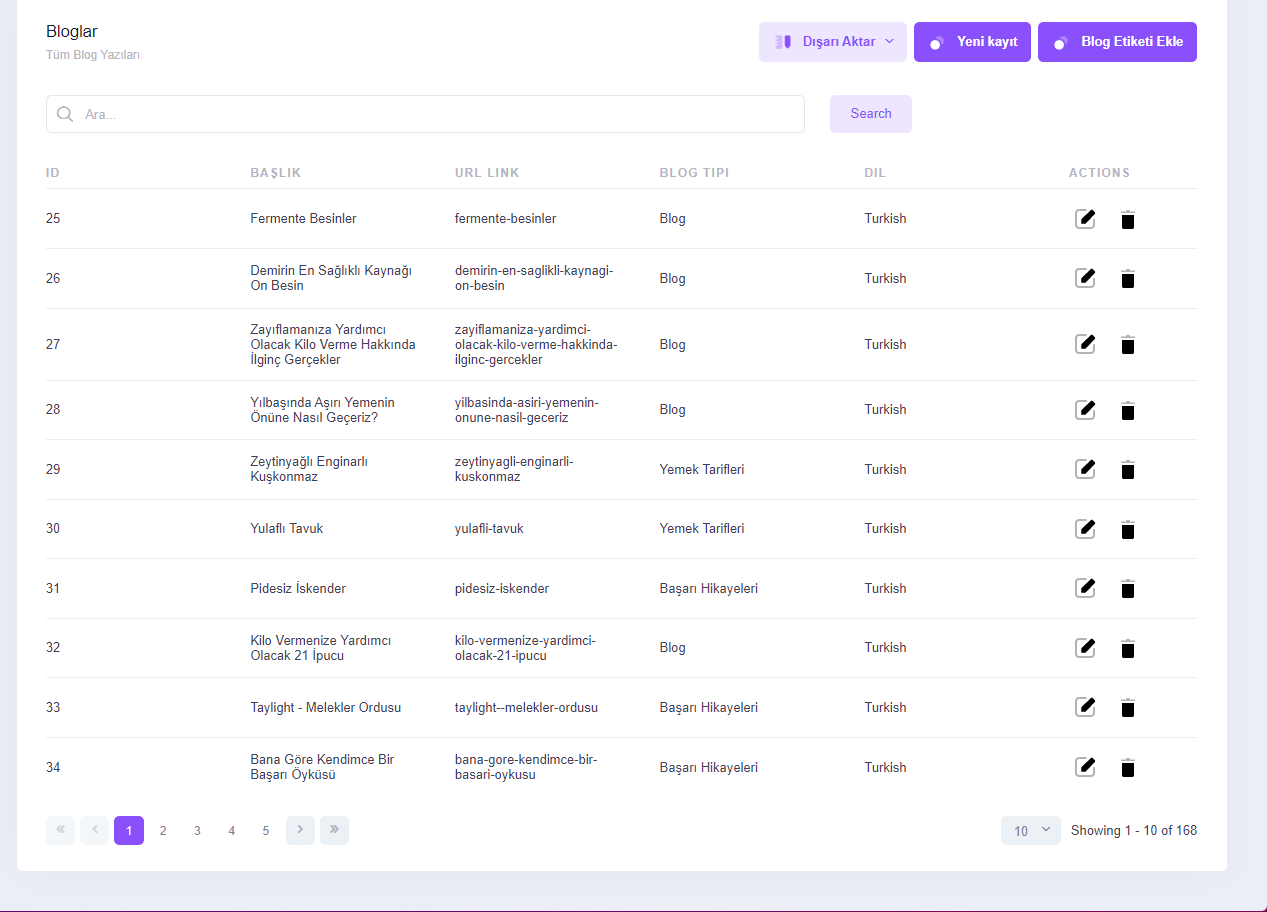 Bloglar
Tüm Blog Yazıları
Dışarı Aktar
Yeni kayıt
Blog Etiketi Ekle
Ara...
Search
ID BAŞLIK URL LINK BLOG TIPI DIL ACTIONS
25 Fermente Besinler fermente-besinler Blog Turkish
26 Demirin En Sağlıklı Kaynağı demirin-en-saglikli-kaynagi- Blog Turkish
On Besin on-besin
27 Zayıflamanıza Yardımcı zayiflamaniza-yardimci- Blog Turkish
Olacak Kilo Verme Hakkında olacak-kilo-verme-hakkinda-
İlginç Gerçekler ilginc-gercekler
28 Yılbaşında Aşırı Yemenin yilbasinda-asiri-yemenin- Blog Turkish
Önüne Nasıl Geçeriz? onune-nasil-geceriz
29 Zeytinyağlı Enginarlı zeytinyagli-enginarli- Yemek Tarifleri Turkish
Kuşkonmaz kuskonmaz
30 Yulaflı Tavuk yulafli-tavuk Yemek Tarifleri Turkish
31 Pidesiz İskender pidesiz-iskender Başarı Hikayeleri Turkish
32 Kilo Vermenize Yardımcı kilo-vermenize-yardimci- Blog Turkish
Olacak 21 İpucu olacak-21-ipucu
33 Taylight - Melekler Ordusu taylight--melekler-ordusu Başarı Hikayeleri Turkish
34 Bana Göre Kendimce Bir bana-gore-kendimce-bir- Başarı Hikayeleri Turkish
Başarı Öyküsü basari-oykusu
« ‹ 1 2 3 4 5 › » 10 Showing 1 - 10 of 168